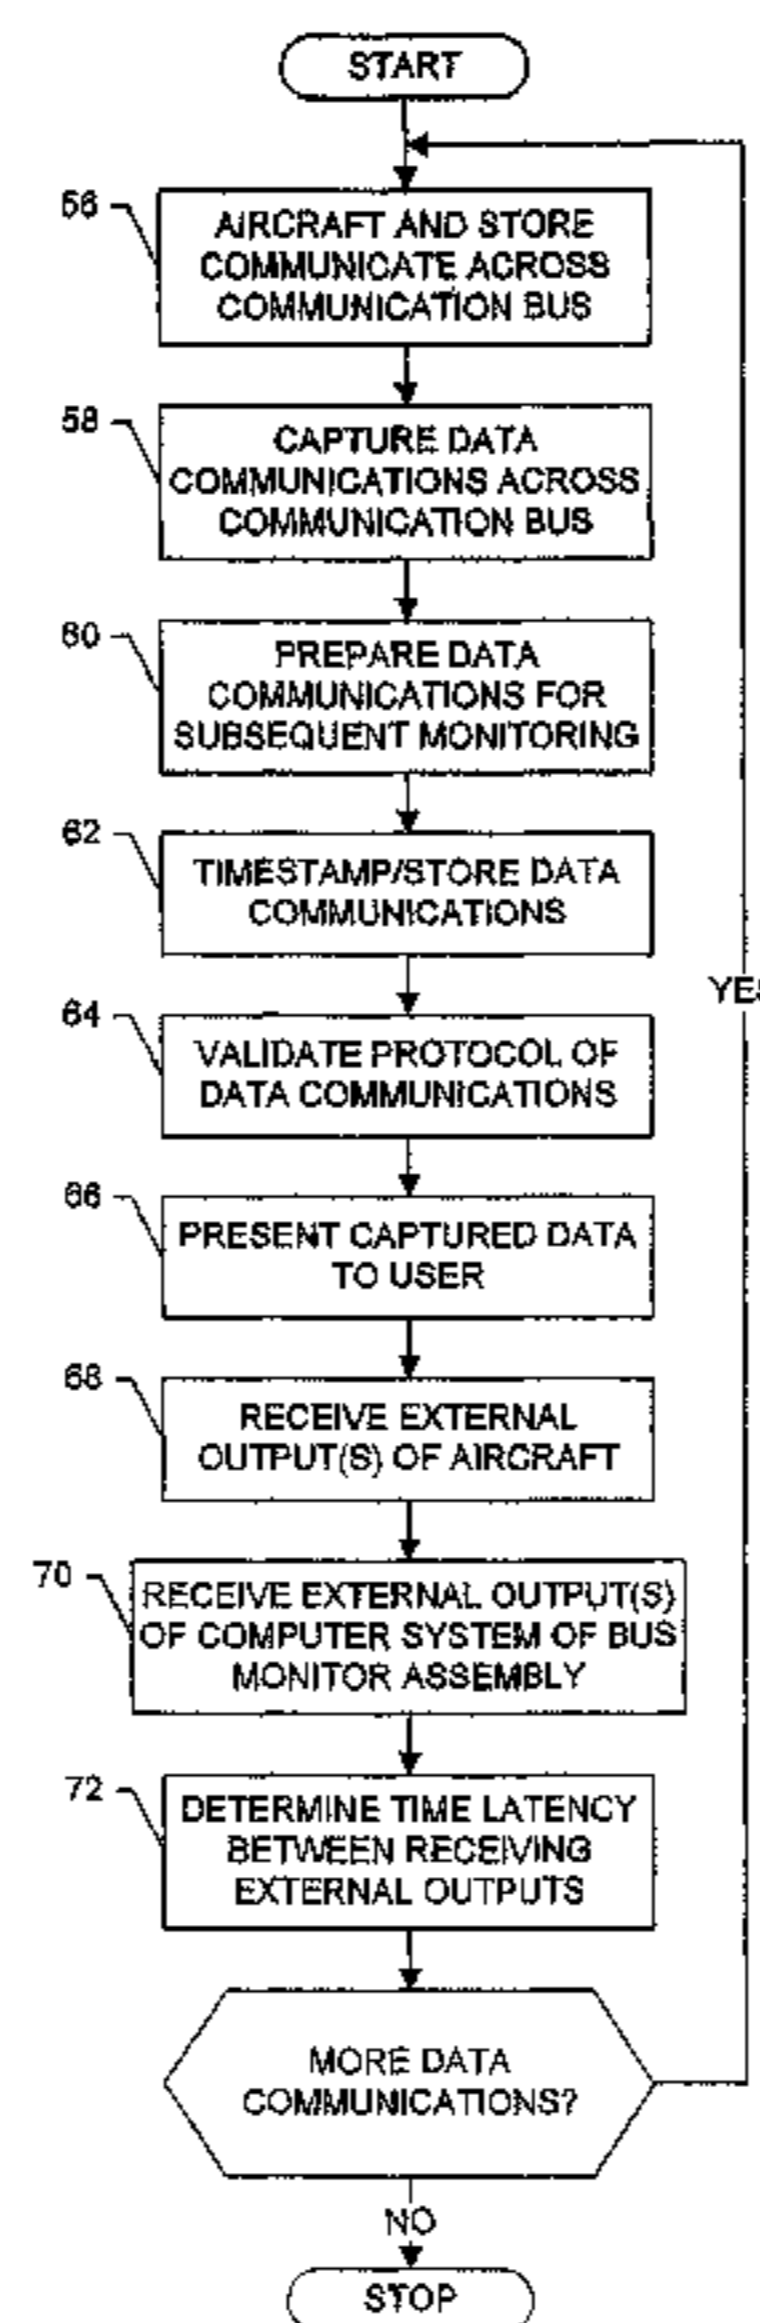 START
56
AIRCRAFT AND STORE
COMMUNICATE ACROSS
COMMUNICATION BUS
58
CAPTURE DATA
COMMUNICATIONS ACROSS
COMMUNICATION BUS
60
PREPARE DATA
COMMUNICATIONS FOR
SUBSEQUENT MONITORING
62
TIMESTAMP/STORE DATA
COMMUNICATIONS
YES
64
VALIDATE PROTOCOL OF
DATA COMMUNICATIONS
66
PRESENT CAPTURED DATA
TO USER
68
RECEIVE EXTERNAL
OUTPUT(S) OF AIRCRAFT
70
RECEIVE EXTERNAL OUTPUT(S)
OF COMPUTER SYSTEM OF BUS
MONITOR ASSEMBLY
72
DETERMINE TIME LATENCY
BETWEEN RECEIVING
EXTERNAL OUTPUTS
MORE DATA
COMMUNICATIONS?
NO
STOP